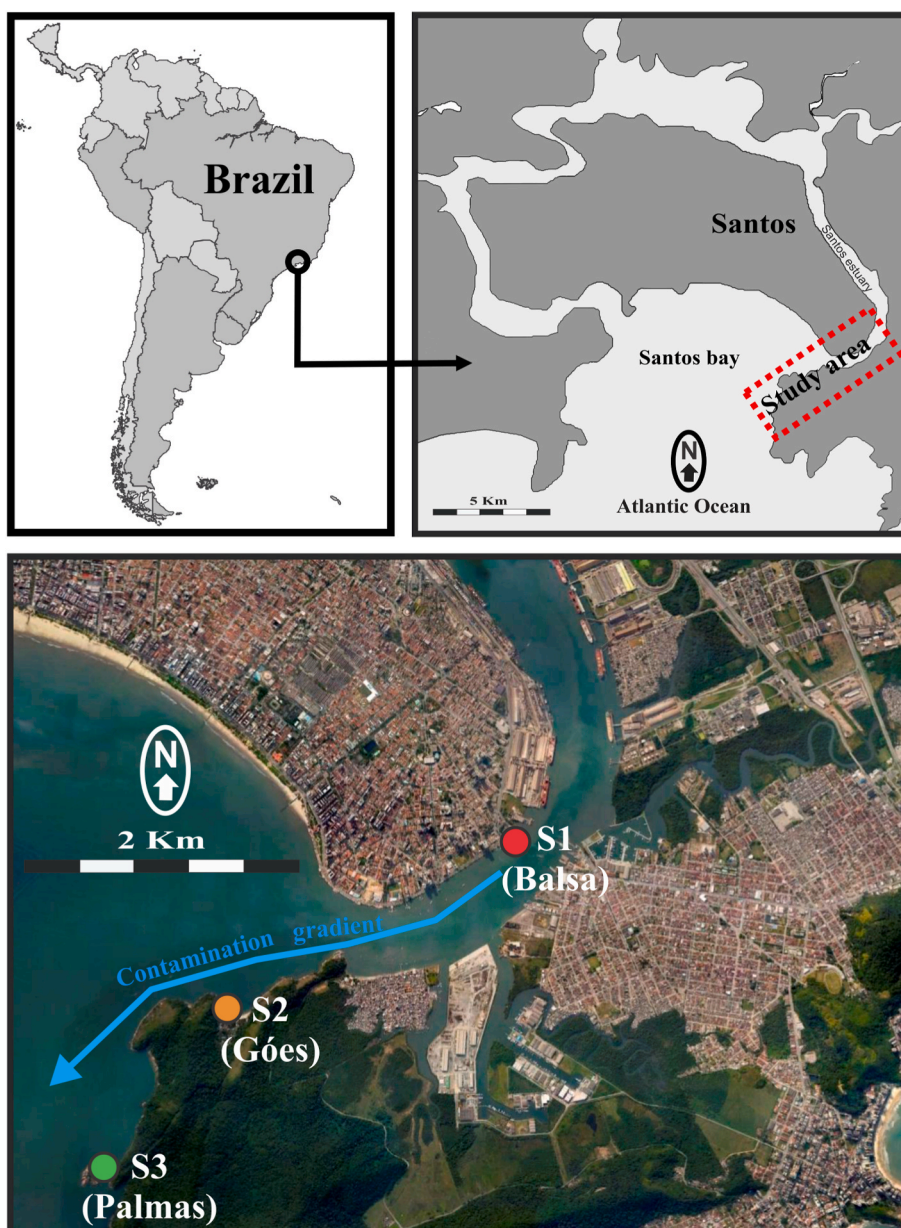 Brazil
Santos
Santos estuary
Santos bay
Study area
N
5 Km
Atlantic Ocean
N
2 Km
S1
(Balsa)
Contamination gradient
S2
(Góes)
S3
(Palmas)